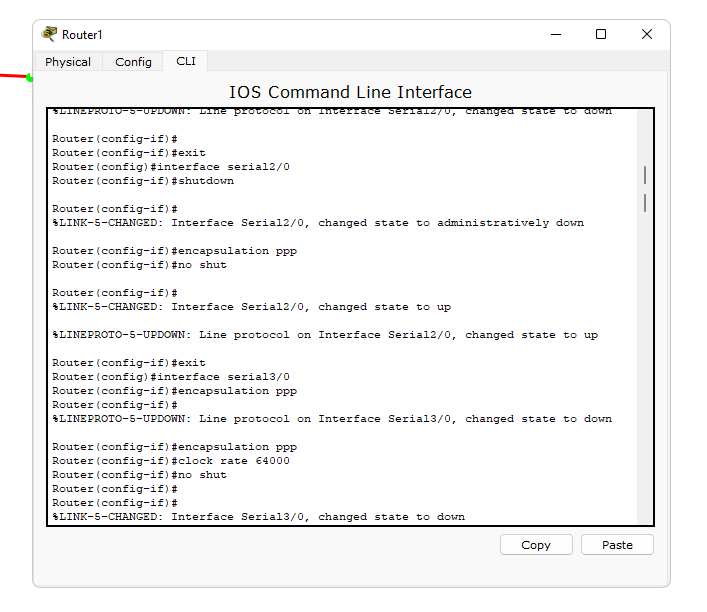 Router1
Physical Config CLI
IOS Command Line Interface
%LINEPROTO-5-UPDOWN: Line protocol on Interface Serial2/0, changed state to down
Router(config-if)#
Router(config-if)#exit
Router(config)#interface serial2/0
Router(config-if)#shutdown
Router(config-if)#
%LINK-5-CHANGED: Interface Serial2/0, changed state to administratively down
Router(config-if)#encapsulation ppp
Router(config-if)#no shut
Router(config-if)#
%LINK-5-CHANGED: Interface Serial2/0, changed state to up
%LINEPROTO-5-UPDOWN: Line protocol on Interface Serial2/0, changed state to up
Router(config-if)#exit
Router(config)#interface serial3/0
Router(config-if)#encapsulation ppp
Router(config-if)#
%LINEPROTO-5-UPDOWN: Line protocol on Interface Serial3/0, changed state to down
Router(config-if)#encapsulation ppp
Router(config-if)#clock rate 64000
Router(config-if)#no shut
Router(config-if)#
Router(config-if)#
%LINK-5-CHANGED: Interface Serial3/0, changed state to down
Copy Paste